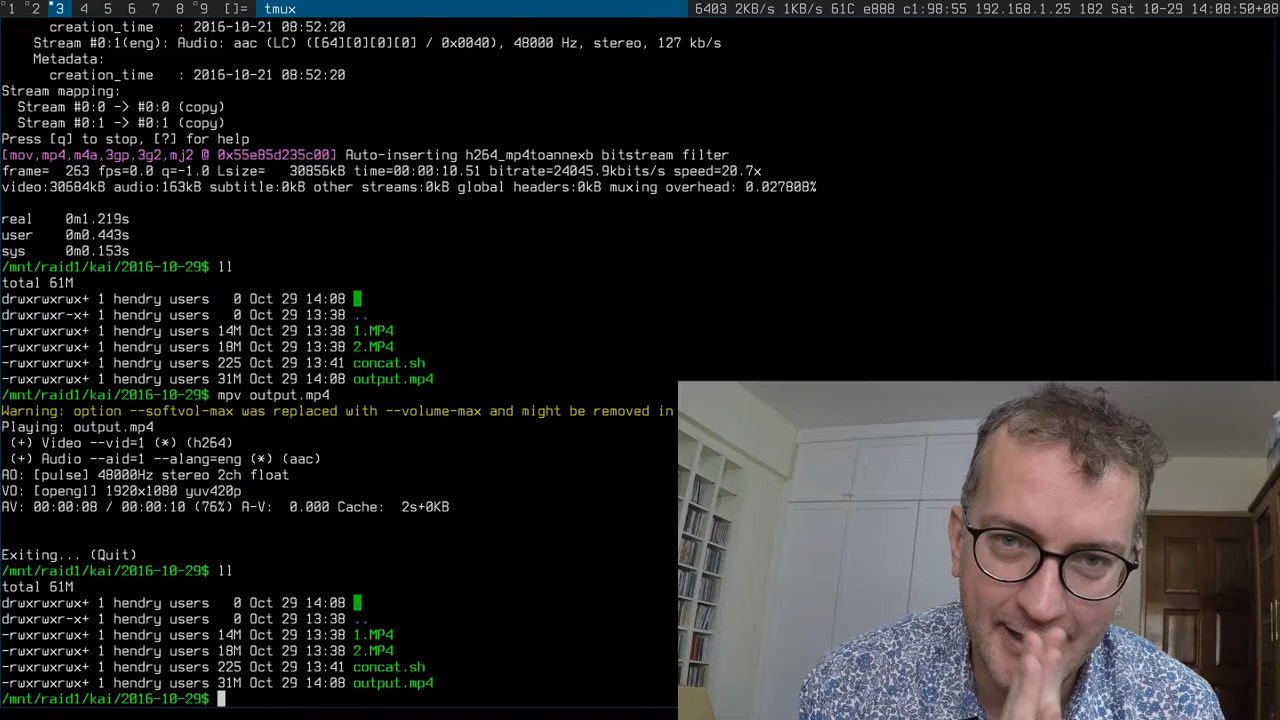 1 2 3 4 5 6 7 8 9 []= tmux 6403 2KB/s 1KB/s 61C e888 c1:98:55 192.168.1.25 182 Sat 10-29 14:08:50+08
creation_time : 2016-10-21 08:52:20
Stream #0:1(eng): Audio: aac (LC) ([64][0][0][0] / 0x0040), 48000 Hz, stereo, 127 kb/s
Metadata:
creation_time : 2016-10-21 08:52:20
Stream mapping:
Stream #0:0 -> #0:0 (copy)
Stream #0:1 -> #0:1 (copy)
Press [q] to stop, [?] for help
[mov,mp4,m4a,3gp,3g2,mj2 @ 0x55e85d235c00] Auto-inserting h264_mp4toannexb bitstream filter
frame= 263 fps=0.0 q=-1.0 Lsize= 30856kB time=00:00:10.51 bitrate=24045.9kbits/s speed=20.7x
video:30684kB audio:163kB subtitle:0kB other streams:0kB global headers:0kB muxing overhead: 0.027808%
real 0m1.219s
user 0m0.443s
sys 0m0.153s
/mnt/raid1/kai/2016-10-29$ ll
total 61M
drwxrwxrwx+ 1 hendry users 0 Oct 29 14:08 .
drwxrwxr-x+ 1 hendry users 0 Oct 29 13:38 ..
-rwxrwxrwx+ 1 hendry users 14M Oct 29 13:38 1.MP4
-rwxrwxrwx+ 1 hendry users 18M Oct 29 13:38 2.MP4
-rwxrwxrwx+ 1 hendry users 225 Oct 29 13:41 concat.sh
-rwxrwxrwx+ 1 hendry users 31M Oct 29 14:08 output.mp4
/mnt/raid1/kai/2016-10-29$ mpv output.mp4
Warning: option --softvol-max was replaced with --volume-max and might be removed in
Playing: output.mp4
(+) Video --vid=1 (*) (h264)
(+) Audio --aid=1 --alang=eng (*) (aac)
AO: [pulse] 48000Hz stereo 2ch float
VO: [opengl] 1920x1080 yuv420p
AV: 00:00:08 / 00:00:10 (76%) A-V: 0.000 Cache: 2s+0KB
Exiting... (Quit)
/mnt/raid1/kai/2016-10-29$ ll
total 61M
drwxrwxrwx+ 1 hendry users 0 Oct 29 14:08 .
drwxrwxr-x+ 1 hendry users 0 Oct 29 13:38 ..
-rwxrwxrwx+ 1 hendry users 14M Oct 29 13:38 1.MP4
-rwxrwxrwx+ 1 hendry users 18M Oct 29 13:38 2.MP4
-rwxrwxrwx+ 1 hendry users 225 Oct 29 13:41 concat.sh
-rwxrwxrwx+ 1 hendry users 31M Oct 29 14:08 output.mp4
/mnt/raid1/kai/2016-10-29$